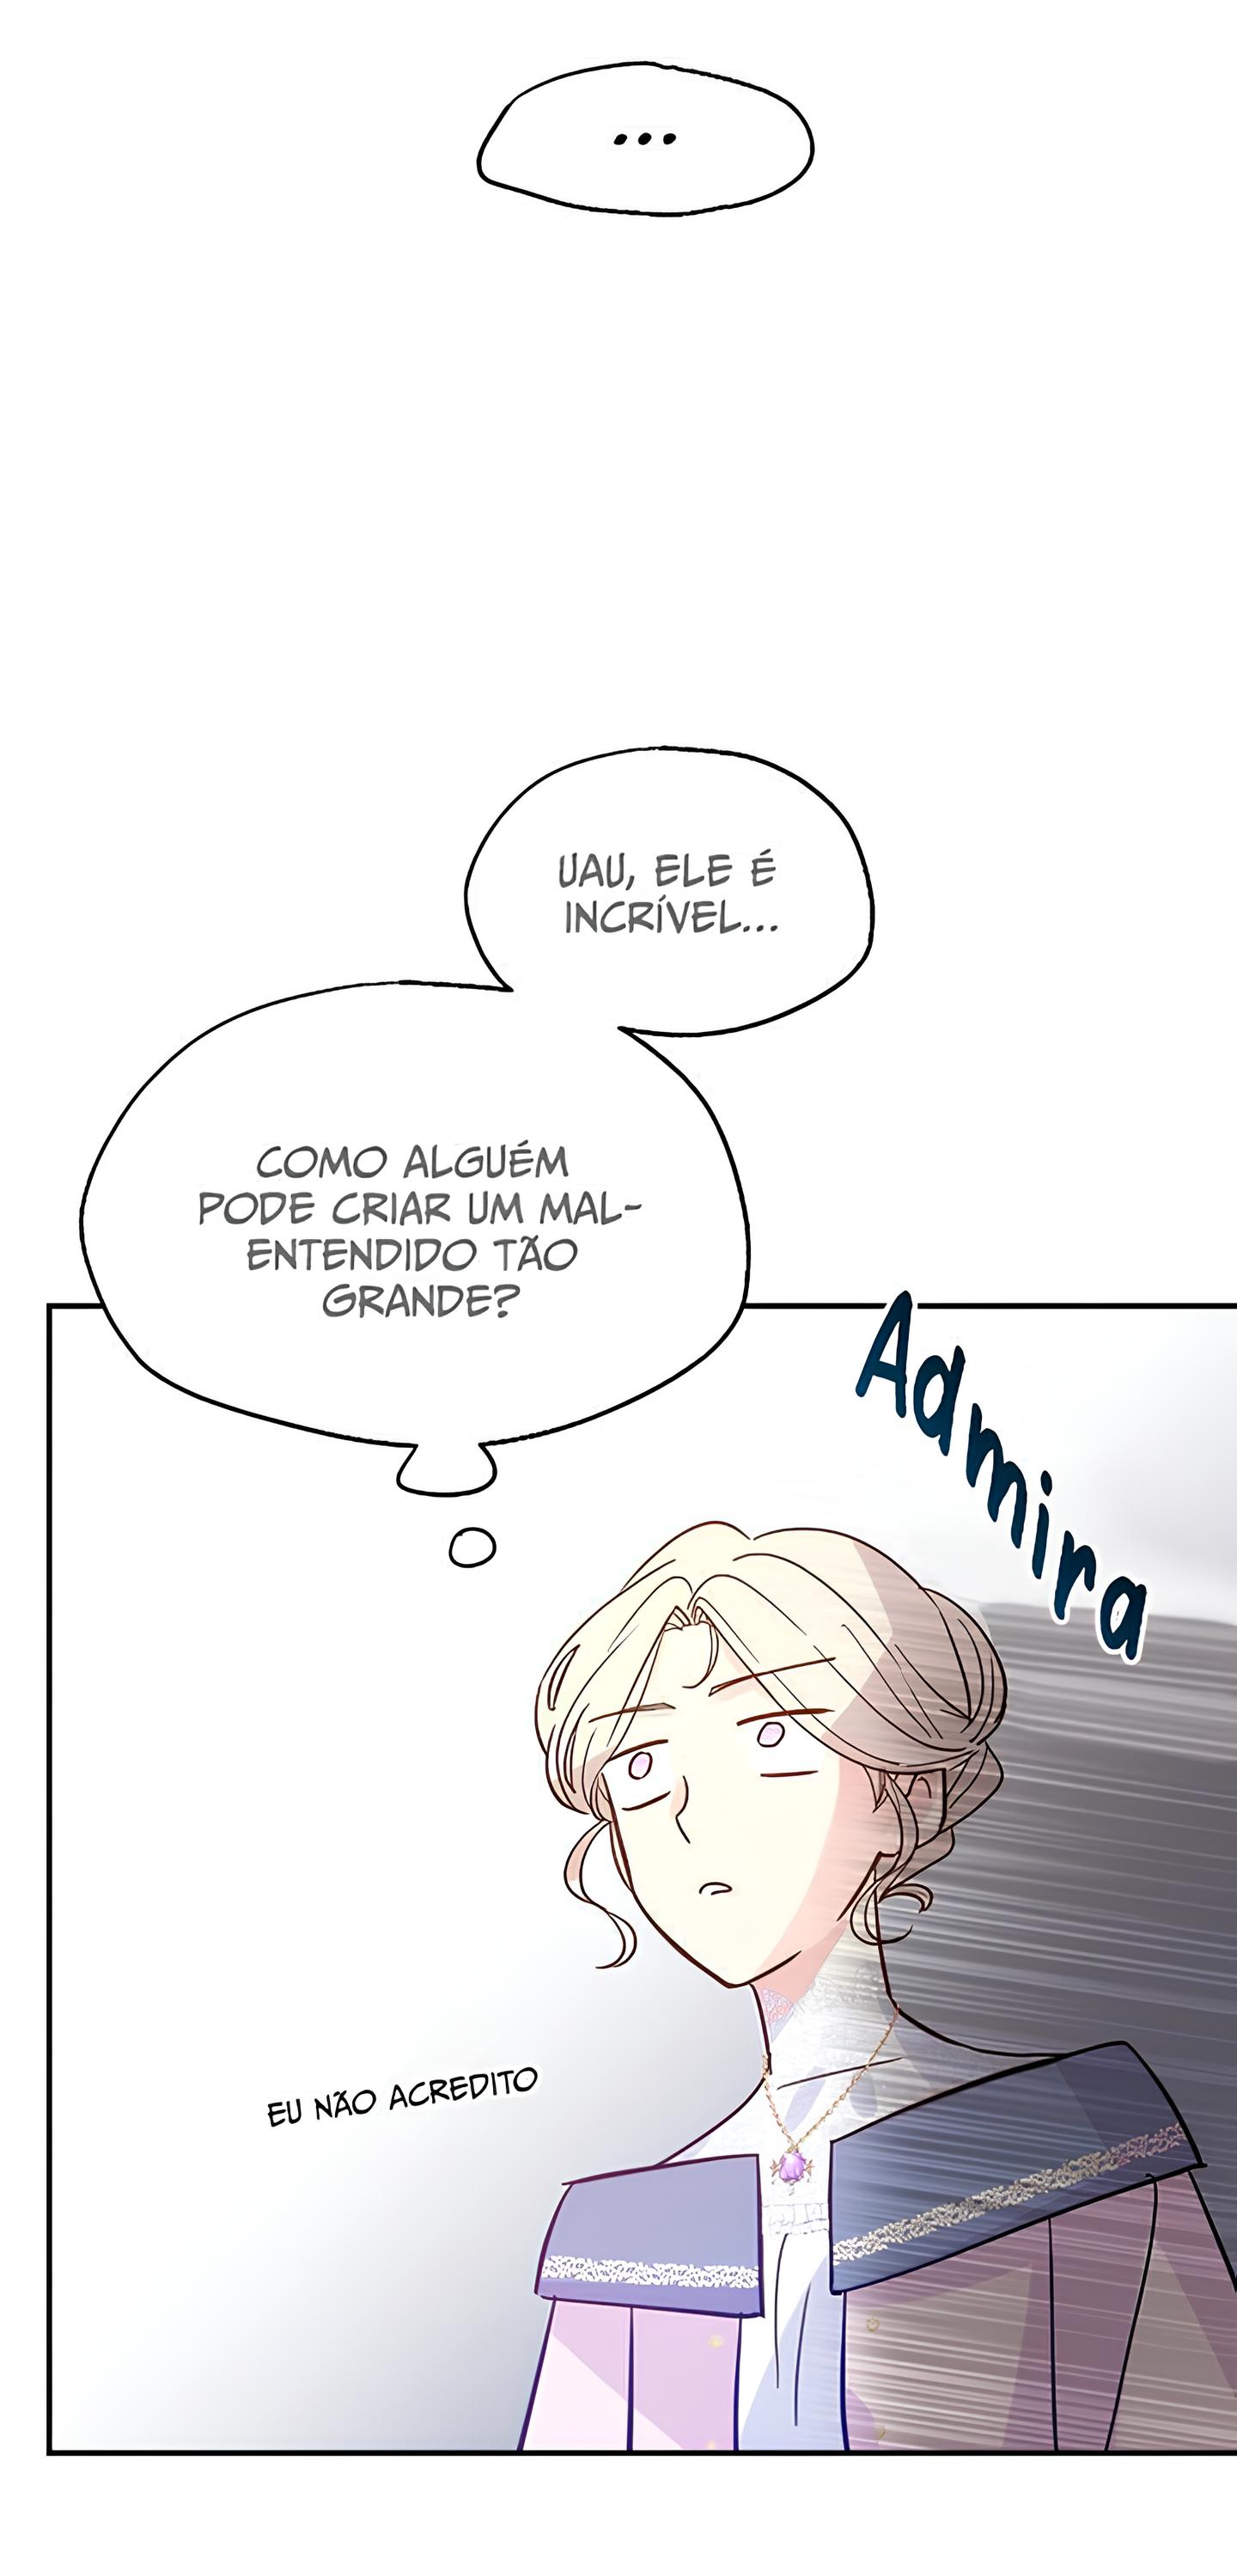 ...
UAU, ELE É
INCRÍVEL...
COMO ALGUÉM
PODE CRIAR UM MAL-
ENTENDIDO TÃO
GRANDE?
Admira
EU NÃO ACREDITO